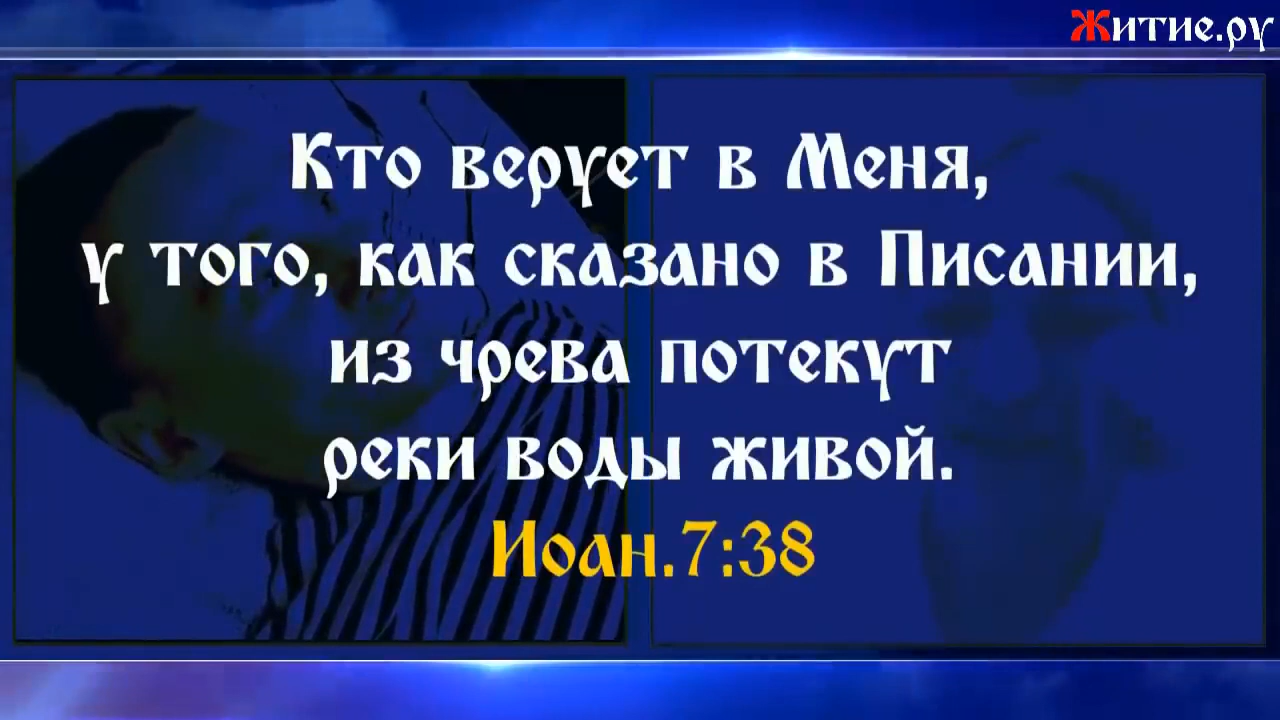 Житие.ру
Кто верует в Меня,
у того, как сказано в Писании,
из чрева потекут
реки воды живой.
Иоан.7:38